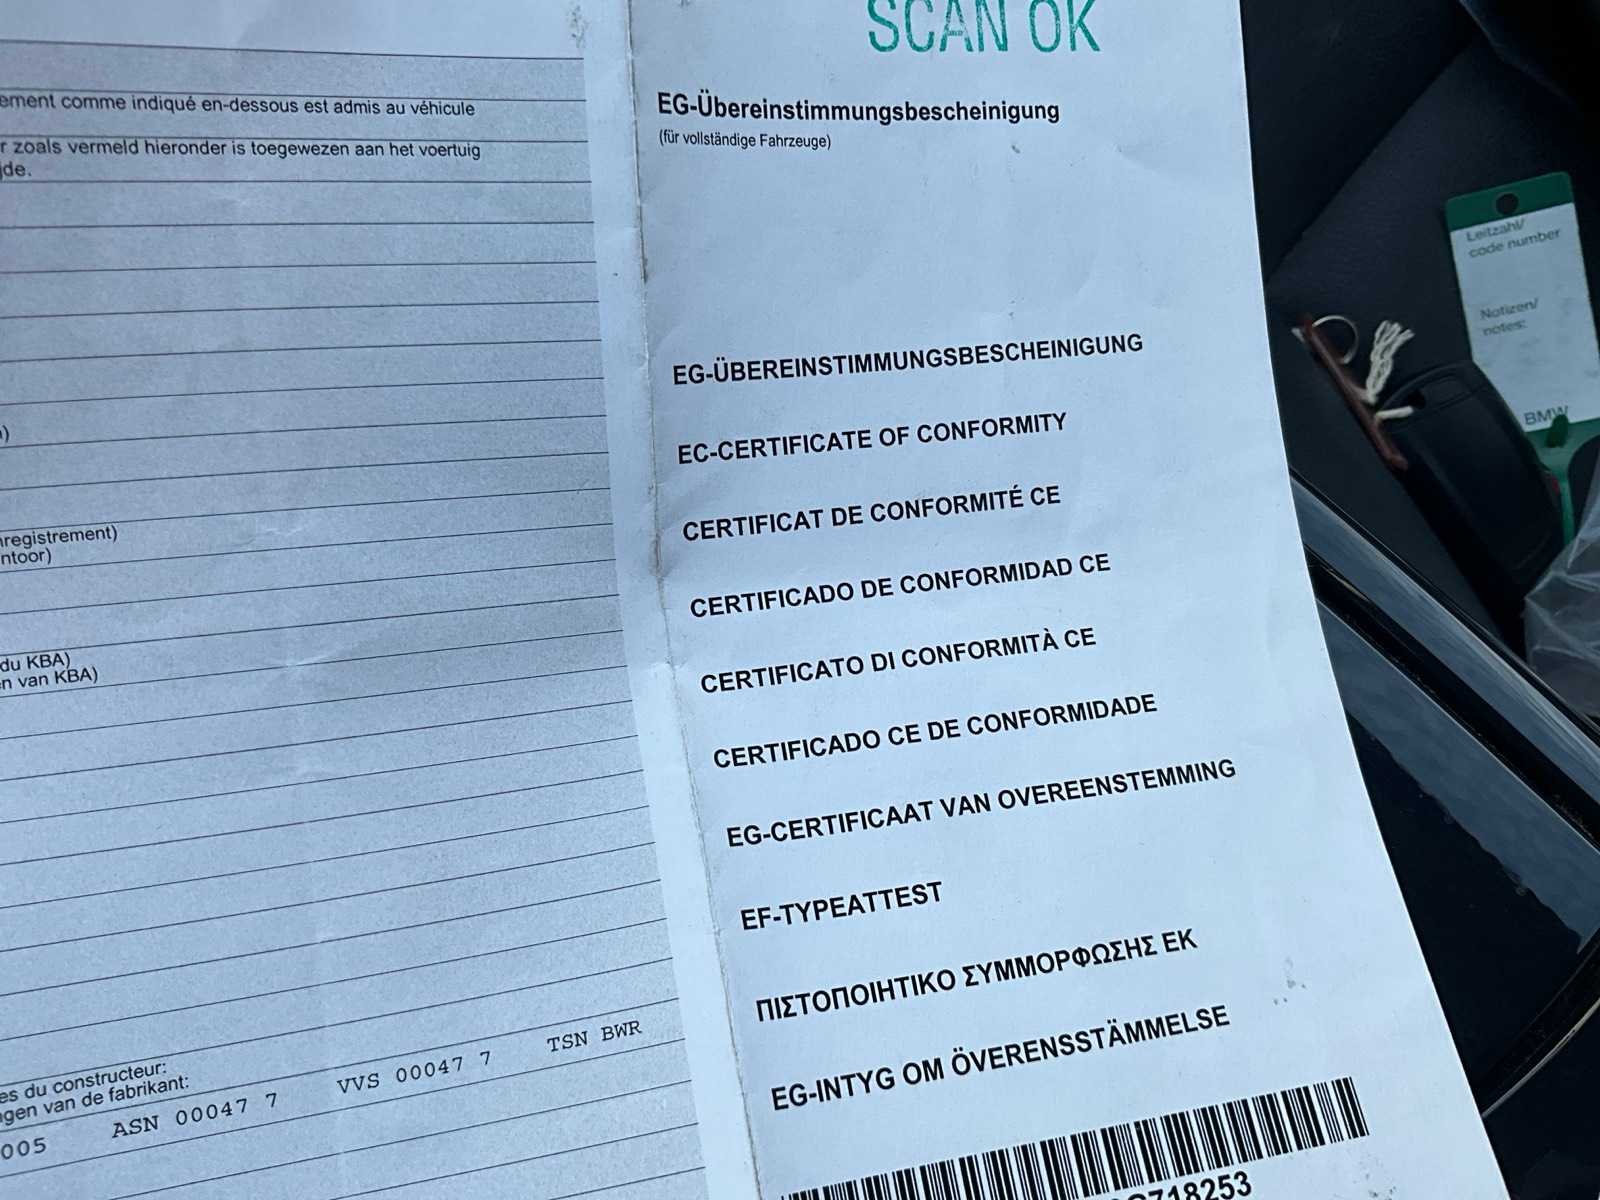 SCAN OK
ement comme indiqué en-dessous est admis au véhicule
r zoals vermeld hieronder is toegewezen aan het voertuig
jde.
nregistrement)
ntoor)
du KBA)
n van KBA)
es du constructeur:
gen van de fabrikant:
005 ASN 00047 7 VVS 00047 7 TSN BWR
EG-Übereinstimmungsbescheinigung
(für vollständige Fahrzeuge)
EG-ÜBEREINSTIMMUNGSBESCHEINIGUNG
EC-CERTIFICATE OF CONFORMITY
CERTIFICAT DE CONFORMITÉ CE
CERTIFICADO DE CONFORMIDAD CE
CERTIFICATO DI CONFORMITÀ CE
CERTIFICADO CE DE CONFORMIDADE
EG-CERTIFICAAT VAN OVEREENSTEMMING
EF-TYPEATTEST
ΠΙΣΤΟΠΟΙΗΤΙΚΟ ΣΥΜΜΟΡΦΩΣΗΣ ΕΚ
EG-INTYG OM ÖVERENSSTÄMMELSE
718253
Leitzahl/
code number
Notizen/
notes:
BMW